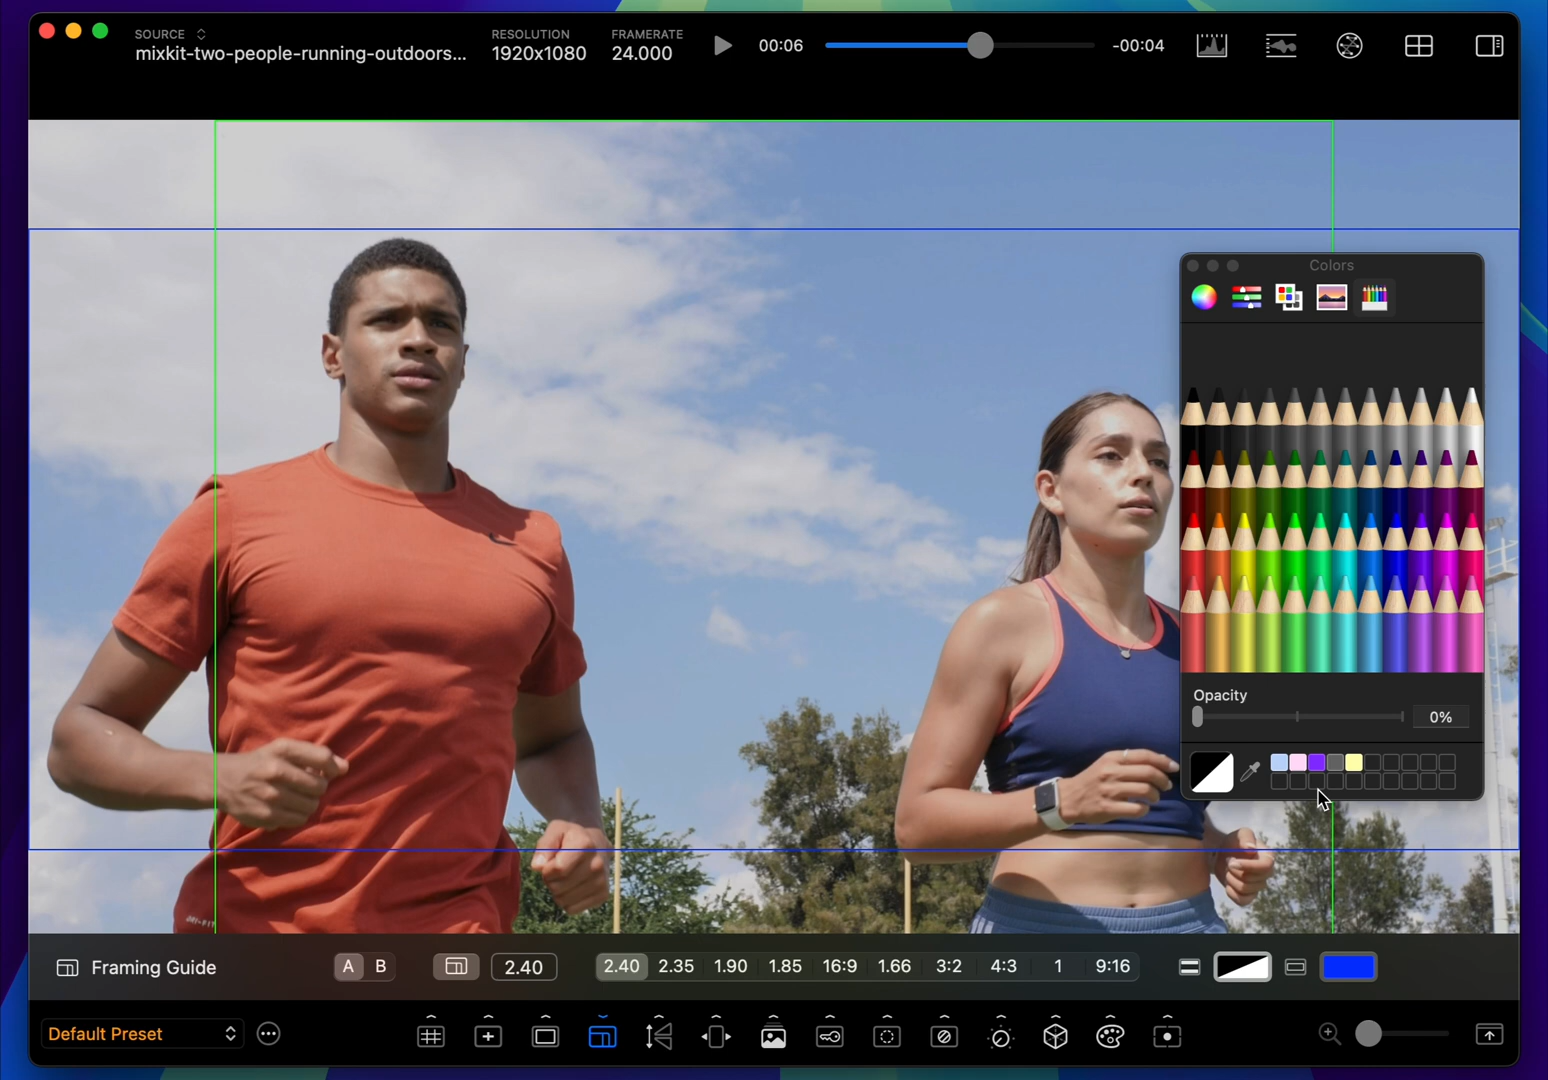 SOURCE
mixkit-two-people-running-outdoors...
RESOLUTION
1920x1080
FRAMERATE
24.000
00:06
-00:04
Colors
Opacity
0%
DRI-FIT
Framing Guide
A B
2.40
2.40 2.35 1.90 1.85 16:9 1.66 3:2 4:3 1 9:16
Default Preset